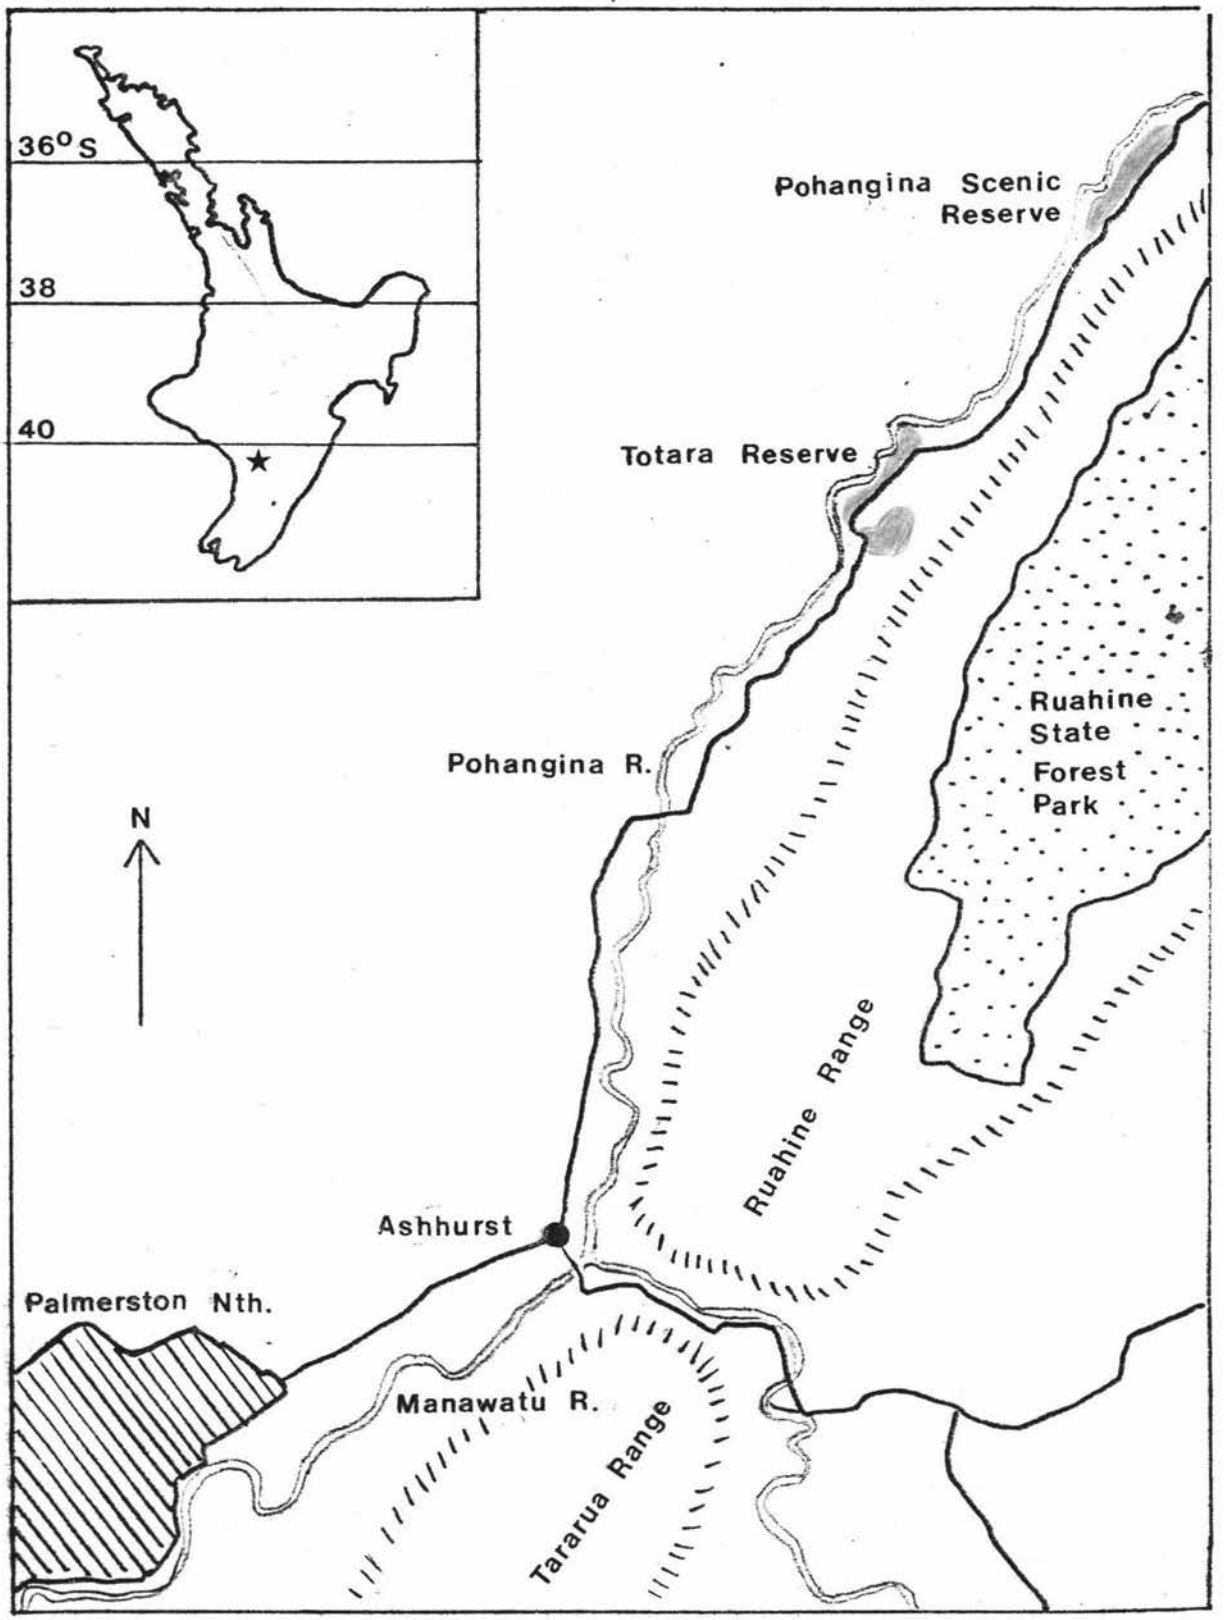 36°S
38
40
Pohangina Scenic
Reserve
Totara Reserve
Ruahine
State
Forest
Park
Pohangina R.
N
Ruahine Range
Ashhurst
Palmerston Nth.
Manawatu R.
Tararua Range